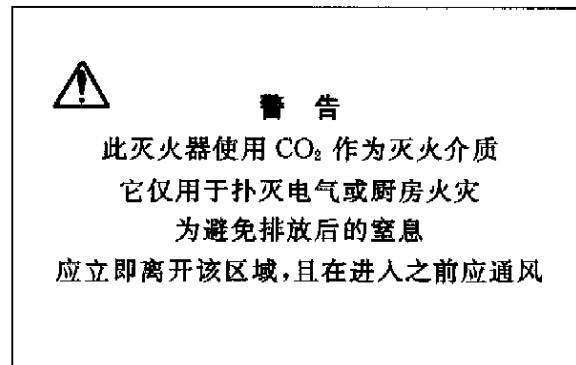 警 告
此灭火器使用 CO₂ 作为灭火介质
它仅用于扑灭电气或厨房火灾
为避免排放后的窒息
应立即离开该区域,且在进入之前应通风